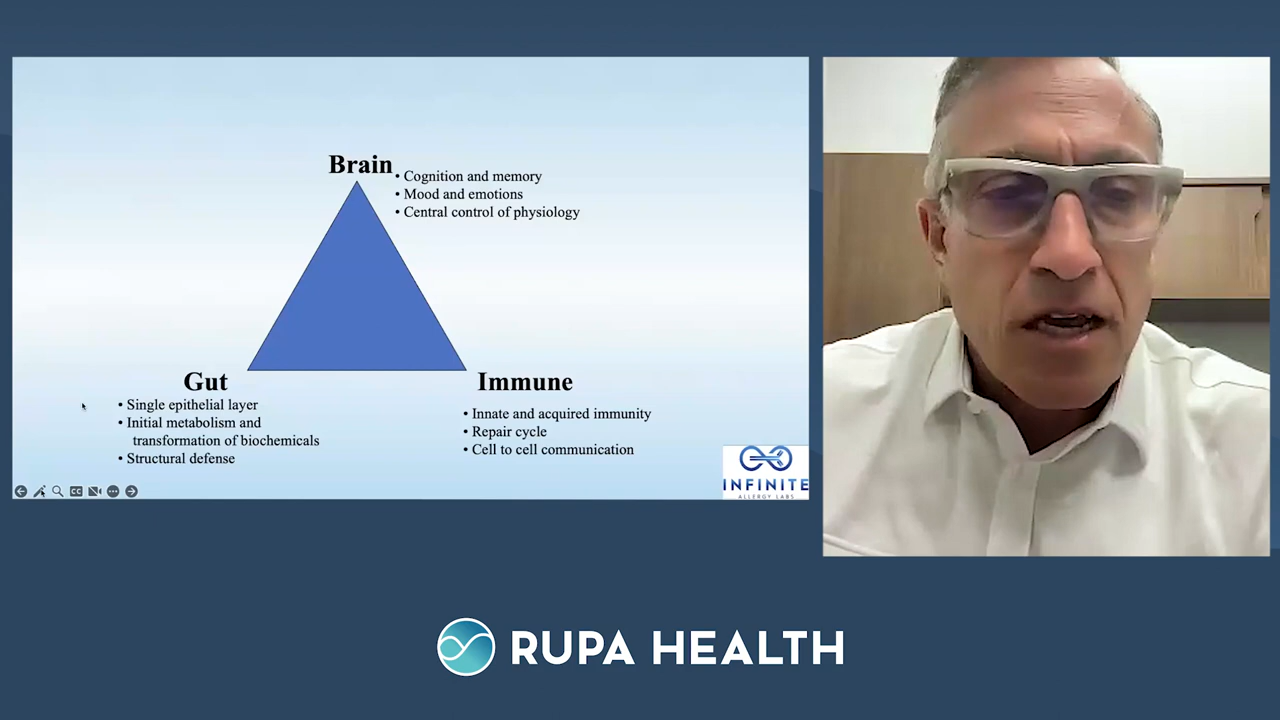 Brain
• Cognition and memory
• Mood and emotions
• Central control of physiology
Gut
• Single epithelial layer
• Initial metabolism and
transformation of biochemicals
• Structural defense
Immune
• Innate and acquired immunity
• Repair cycle
• Cell to cell communication
CC
INFINITE
ALLERGY LABS
RUPA HEALTH